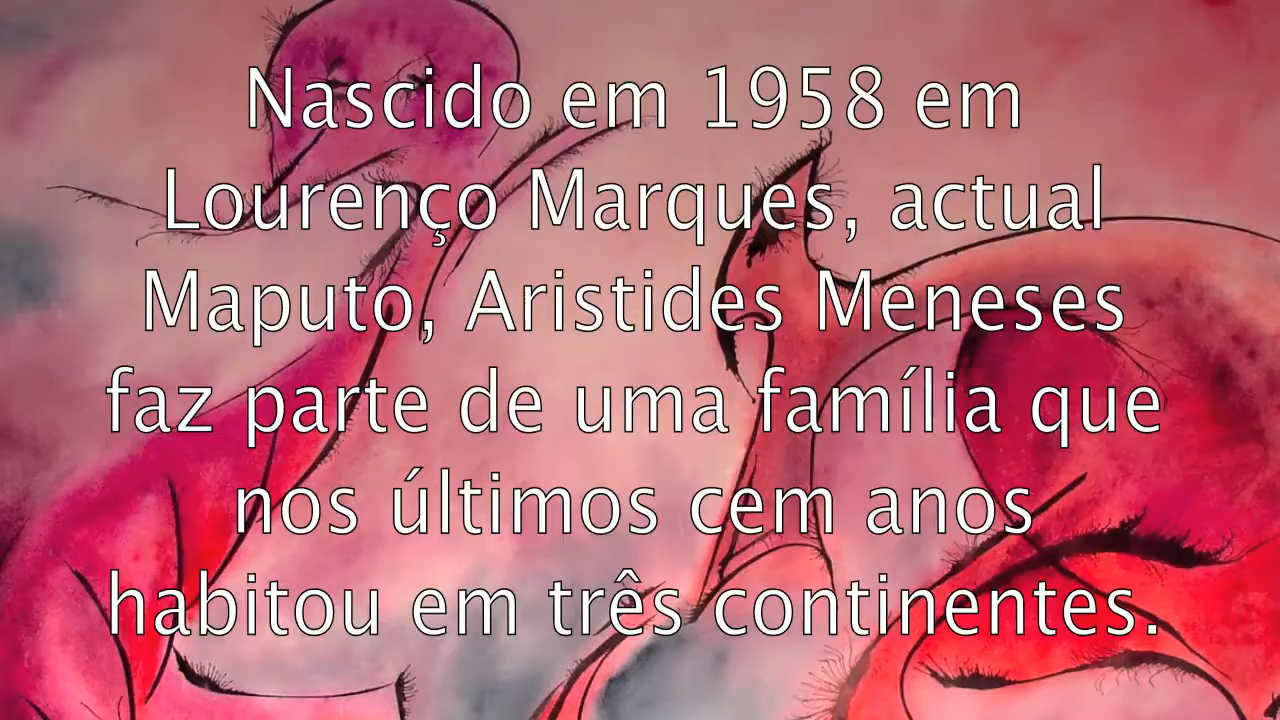 Nascido em 1958 em
Lourenço Marques, actual
Maputo, Aristides Meneses
faz parte de uma família que
nos últimos cem anos
habitou em três continentes.